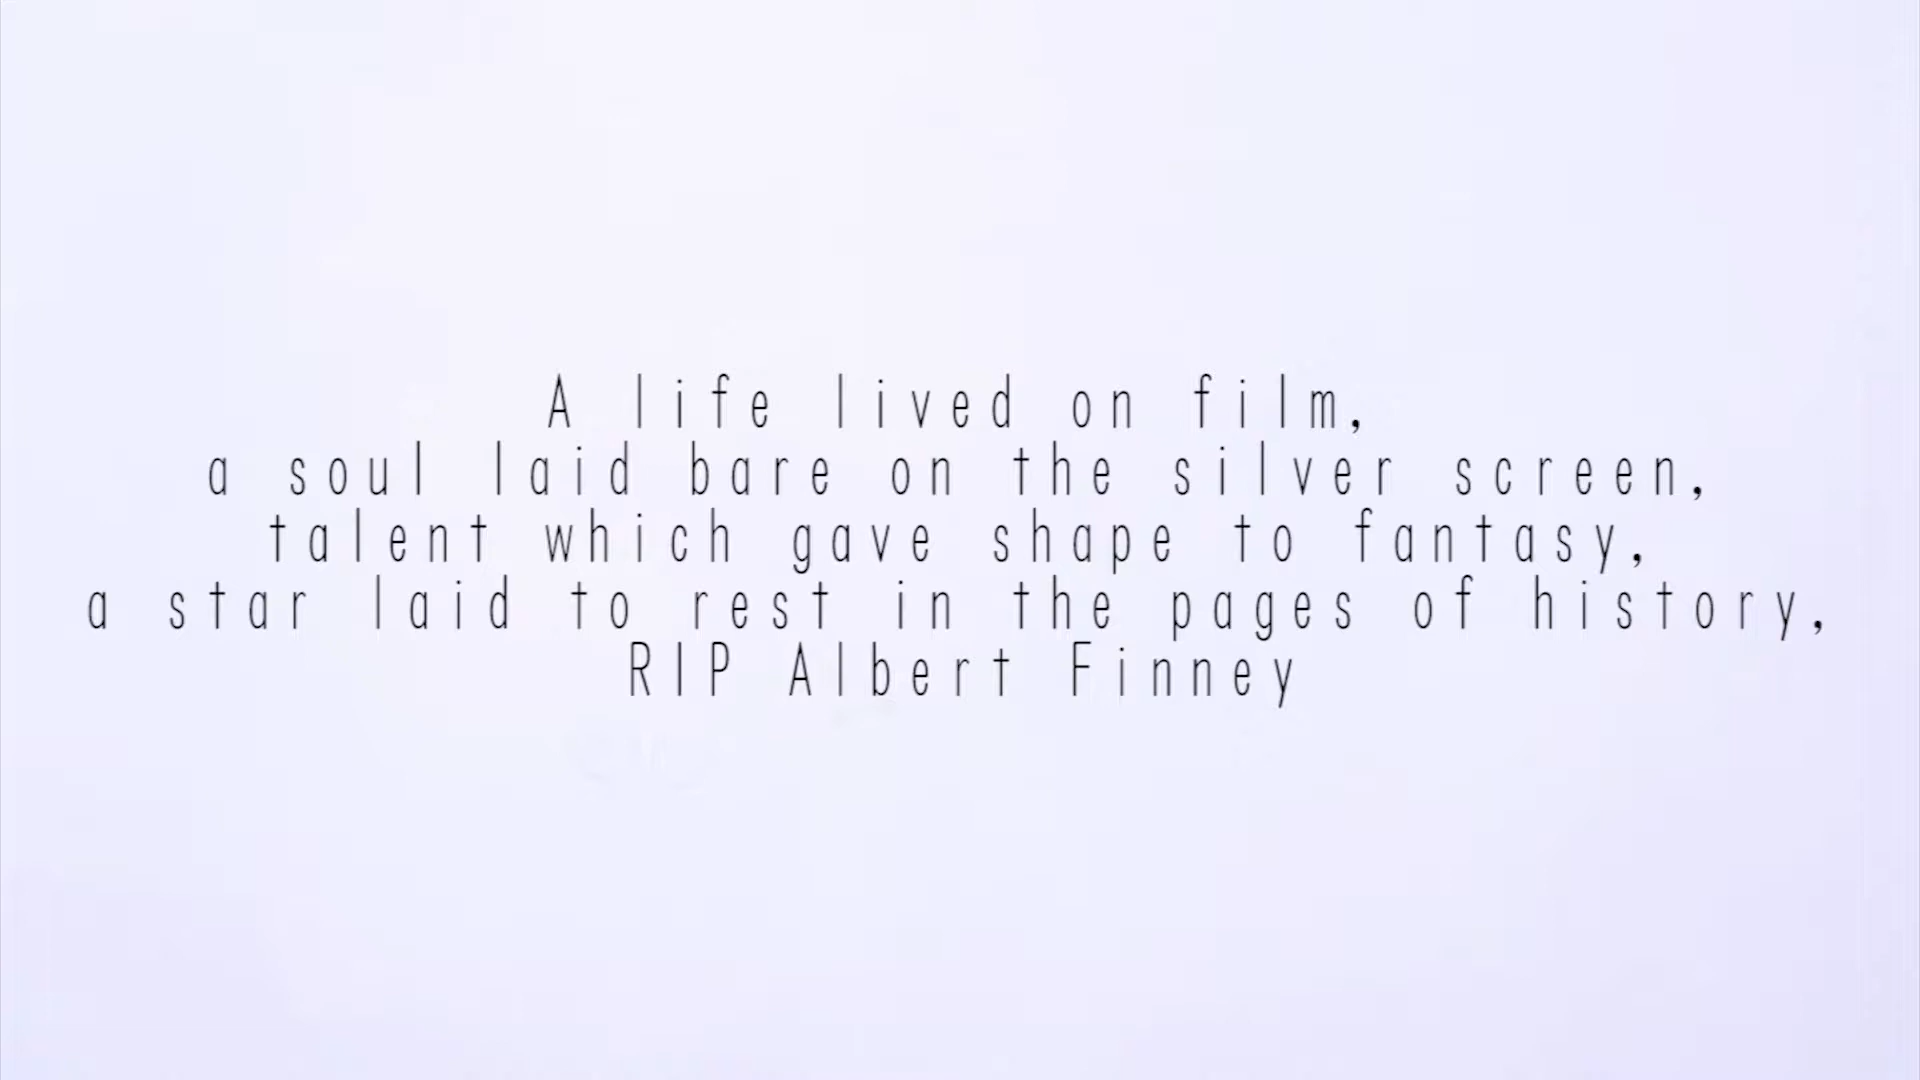 A life lived on film,
a soul laid bare on the silver screen,
talent which gave shape to fantasy,
a star laid to rest in the pages of history,
RIP Albert Finney